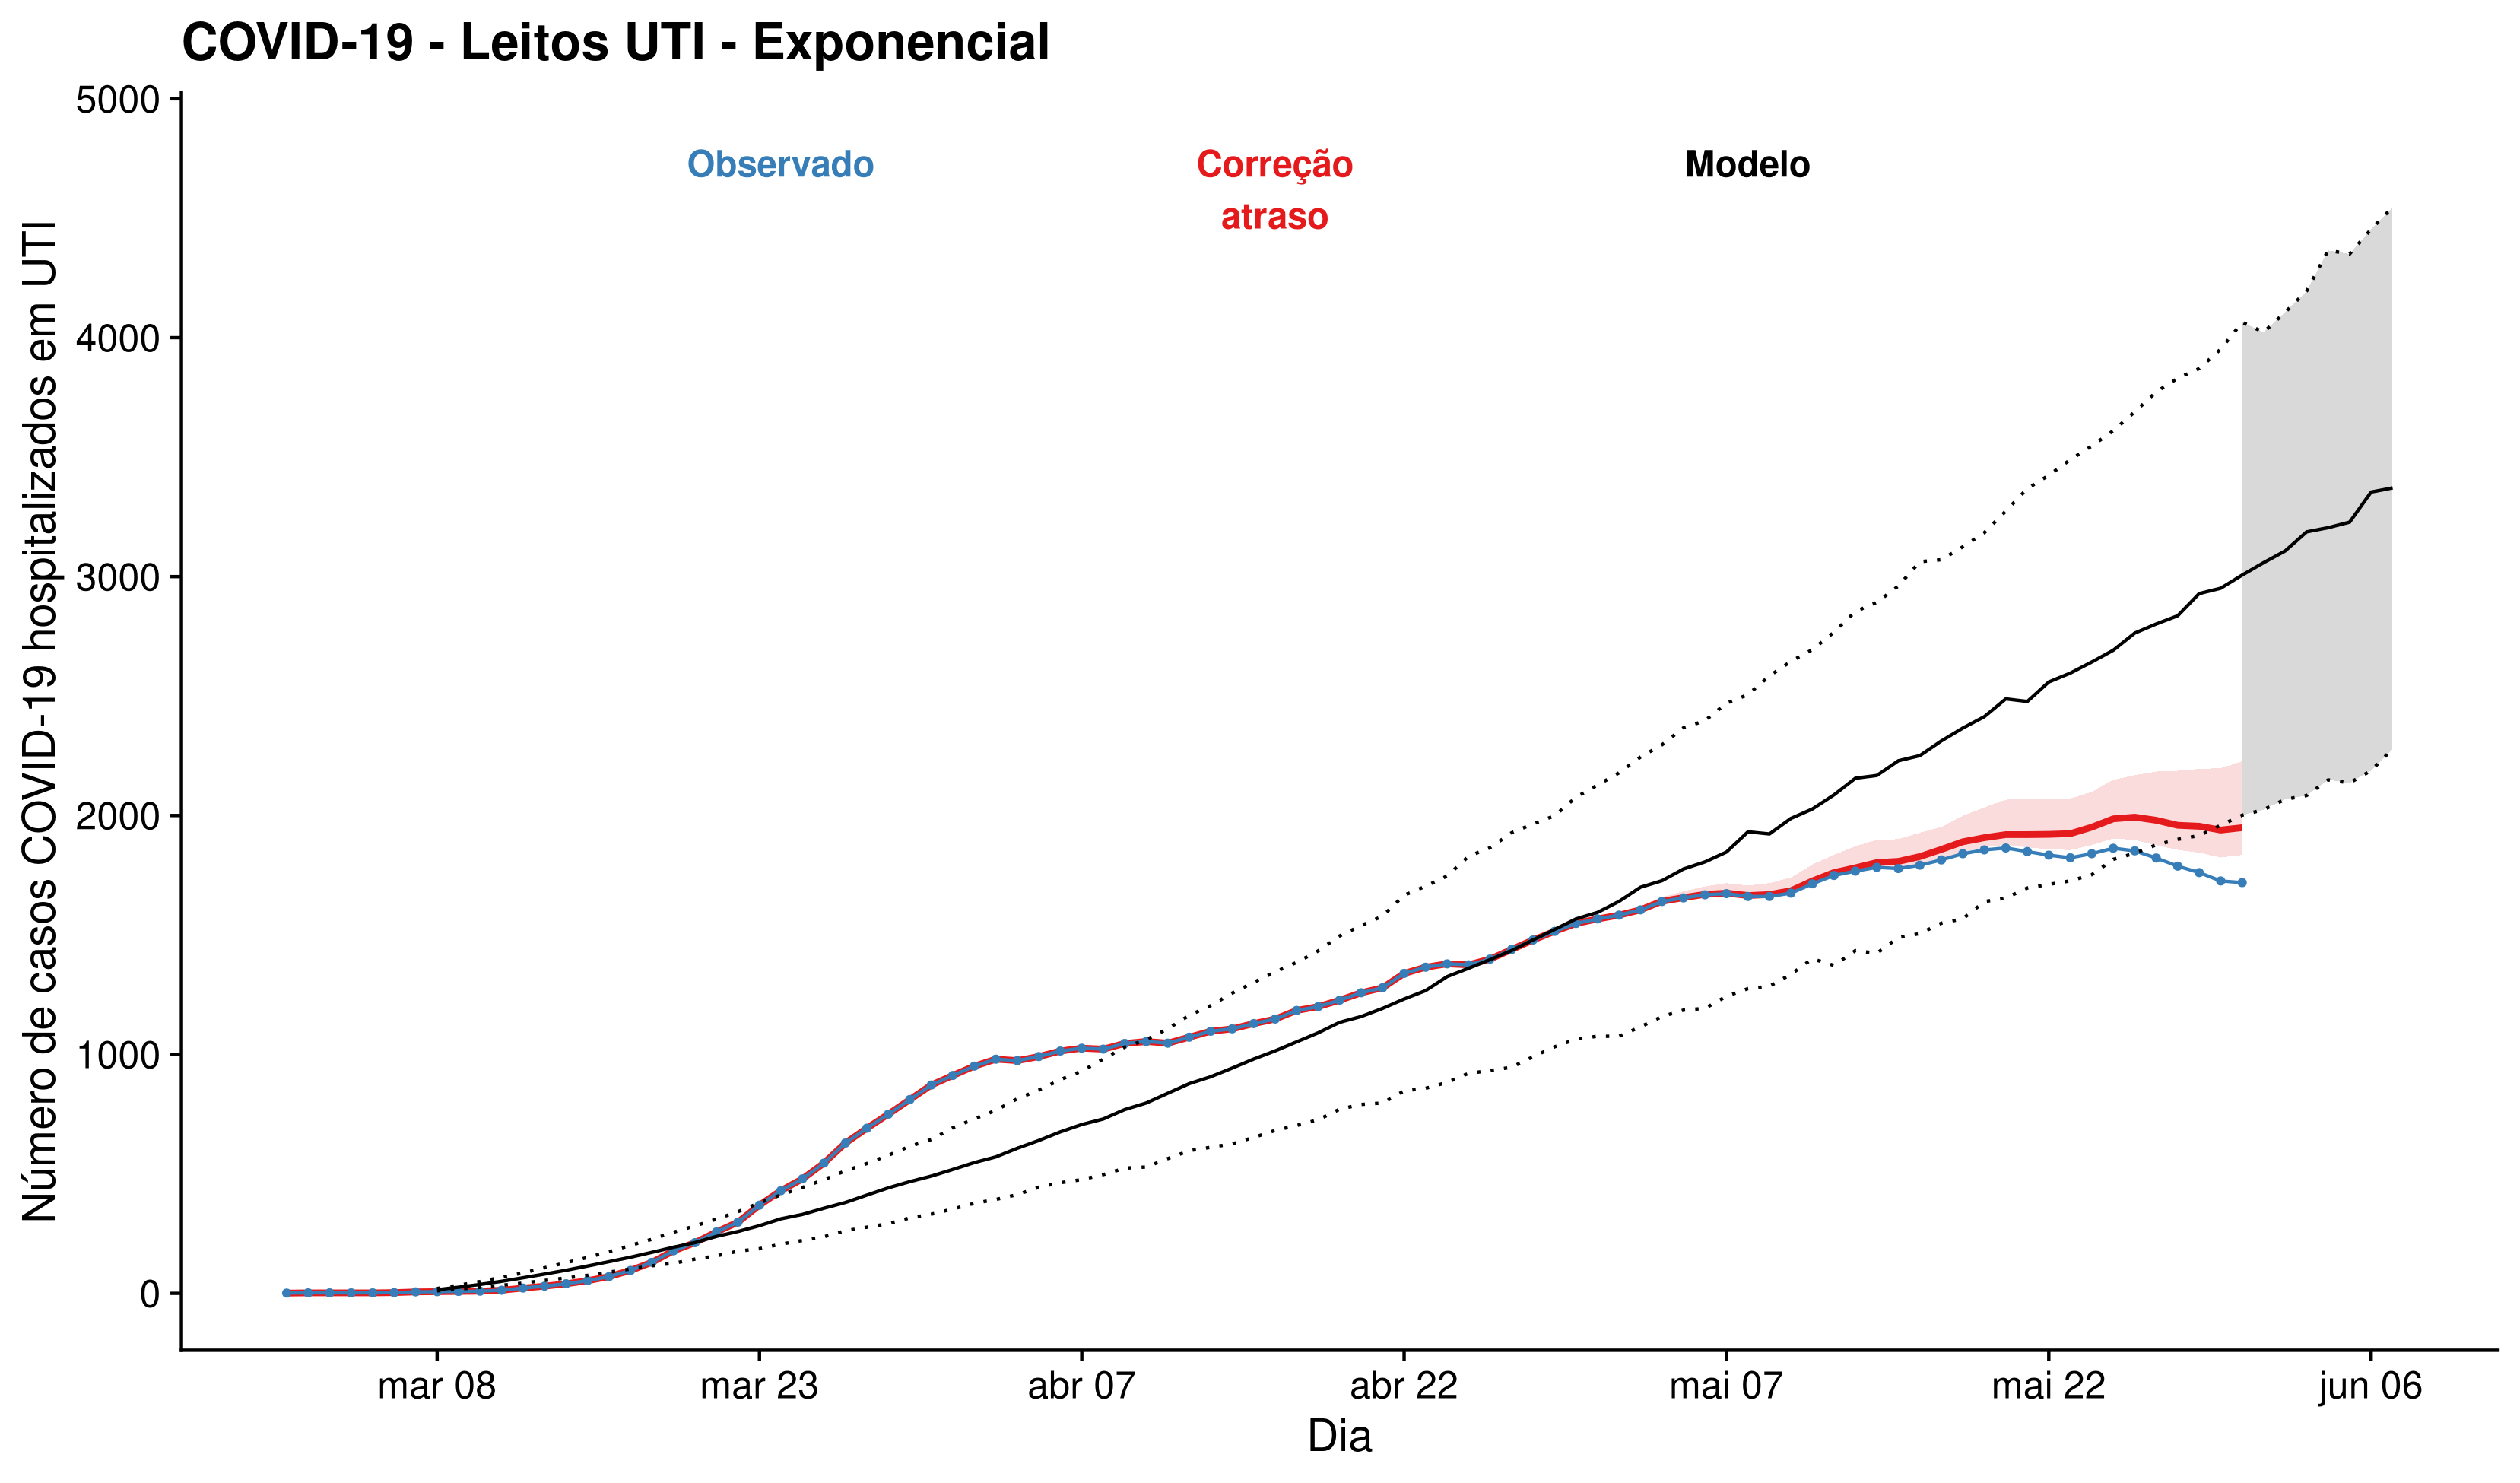 COVID-19 - Leitos UTI - Exponencial
5000
4000
3000
2000
1000
0
Número de casos COVID-19 hospitalizados em UTI
Observado
Correção
atraso
Modelo
mar 08
mar 23
abr 07
abr 22
mai 07
mai 22
jun 06
Dia